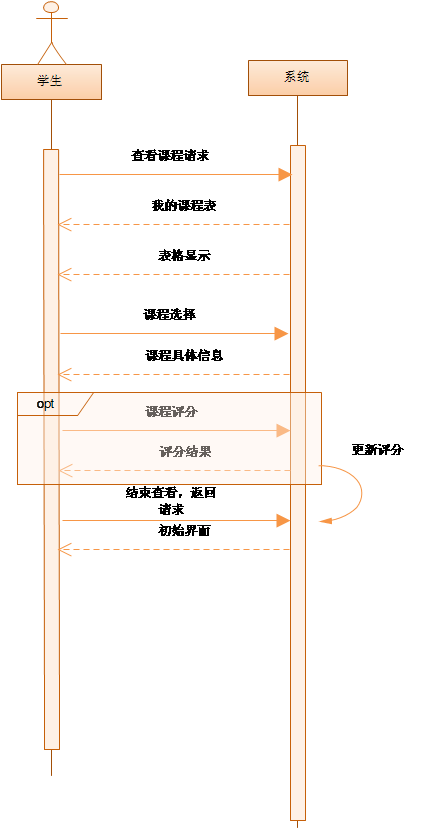 学生
系统
查看课程请求
我的课程表
表格显示
课程选择
课程具体信息
opt
课程评分
评分结果
更新评分
结束查看，返回
请求
初始界面